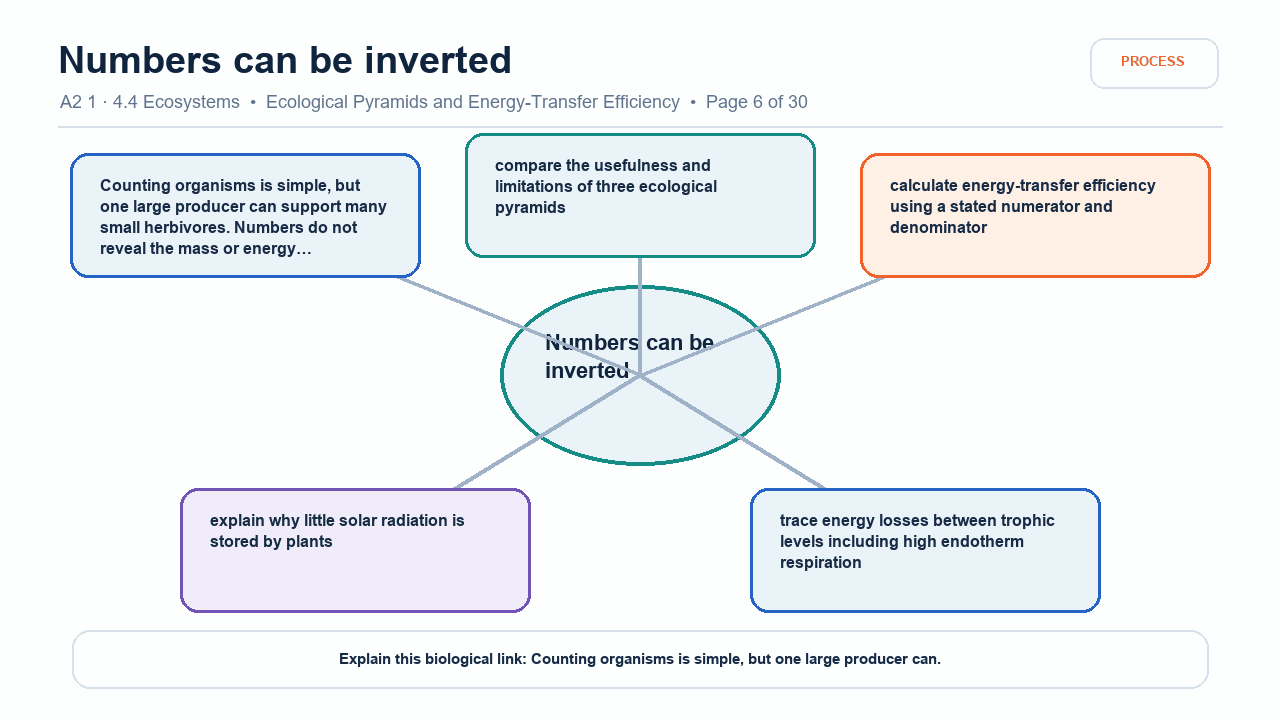 Numbers can be inverted
PROCESS
A2 1 · 4.4 Ecosystems • Ecological Pyramids and Energy-Transfer Efficiency • Page 6 of 30
Counting organisms is simple, but
one large producer can support many
small herbivores. Numbers do not
reveal the mass or energy…
compare the usefulness and
limitations of three ecological
pyramids
calculate energy-transfer efficiency
using a stated numerator and
denominator
Numbers can be
inverted
explain why little solar radiation is
stored by plants
trace energy losses between trophic
levels including high endotherm
respiration
Explain this biological link: Counting organisms is simple, but one large producer can.